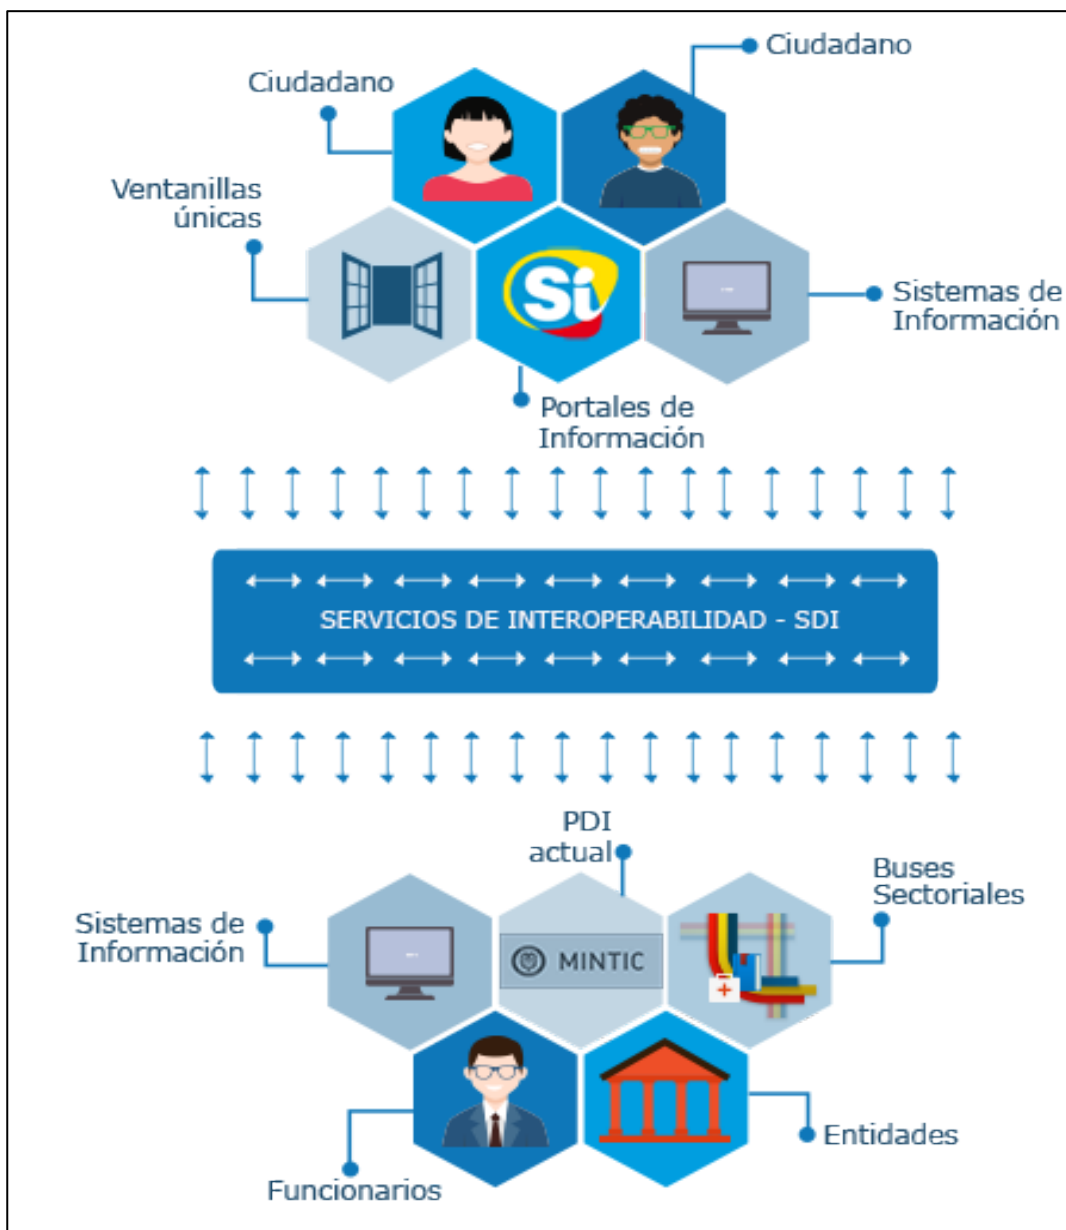 Ciudadano
Ciudadano
Ventanillas
únicas
Si
Sistemas de
Información
Portales de
Información
SERVICIOS DE INTEROPERABILIDAD - SDI
PDI
actual
Buses
Sectoriales
Sistemas de
Información
MINTIC
Entidades
Funcionarios